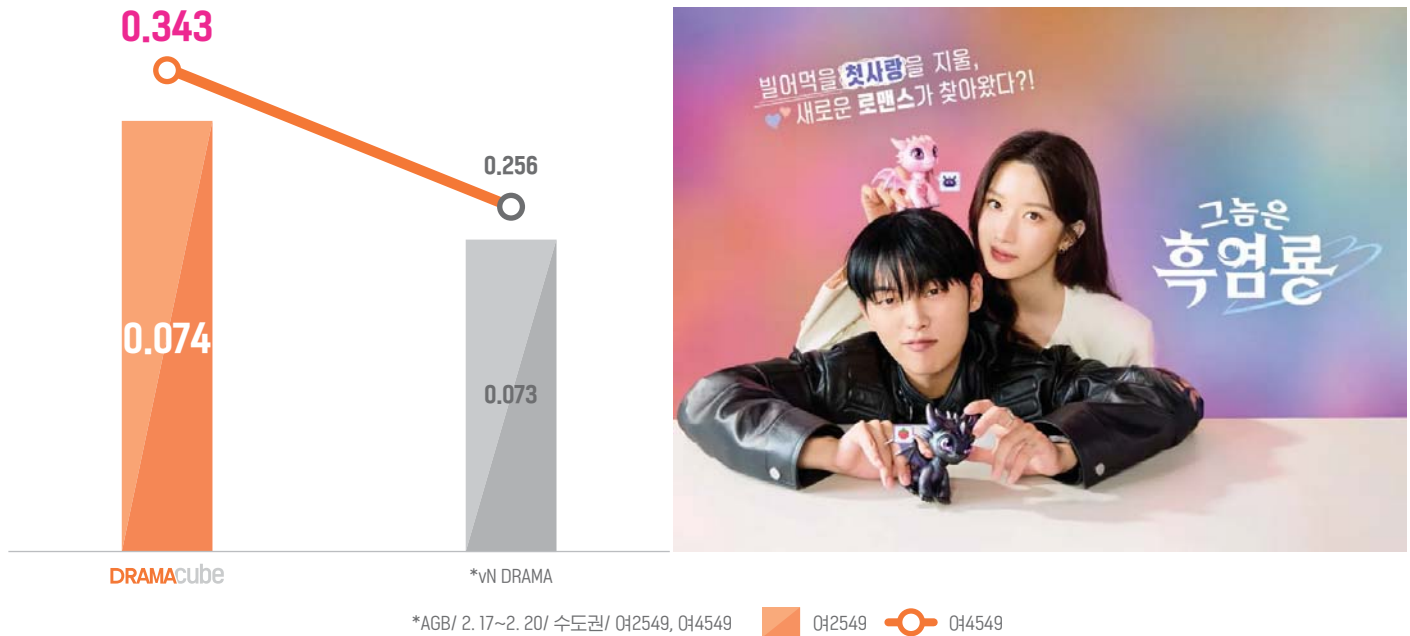 0.343
0.256
0.074
0.073
DRAMAcube
*vN DRAMA
빌어먹을 첫사랑을 지울,
새로운 로맨스가 찾아왔다?!
그놈은
흑염룡
*AGB/ 2. 17~2. 20/ 수도권/ 여2549, 여4549
여2549
여4549